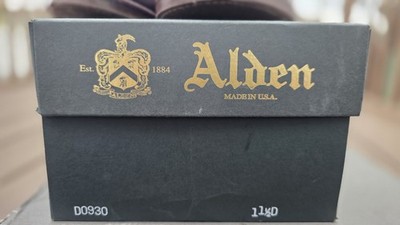 Est. 1884 Alden
MADE IN U.S.A.
D0930 11½D